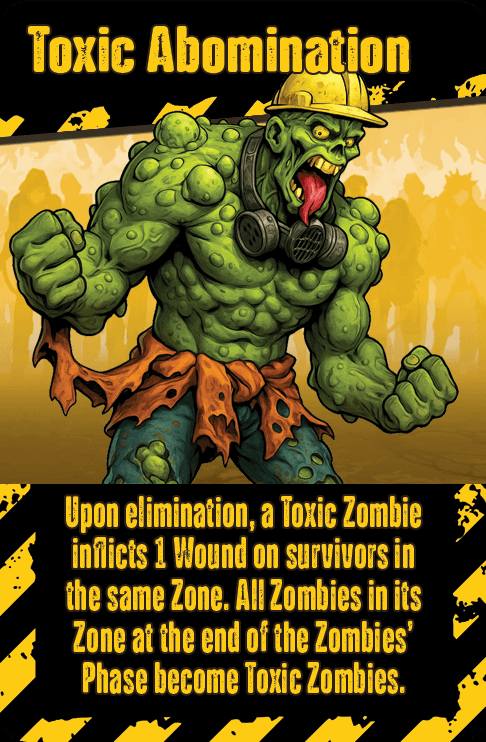 Toxic Abomination
Upon elimination, a Toxic Zombie
inflicts 1 Wound on survivors in
the same Zone. All Zombies in its
Zone at the end of the Zombies’
Phase become Toxic Zombies.